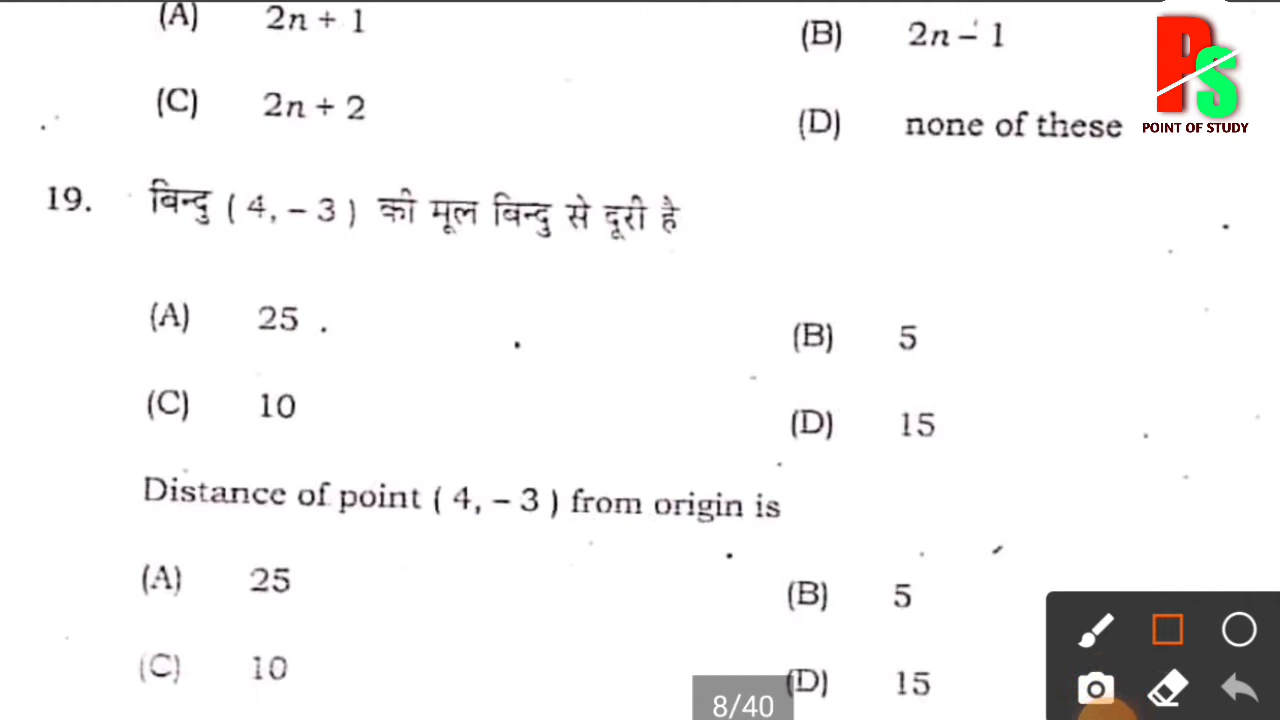 (A) 2n + 1
(B) 2n – 1
(C) 2n + 2
(D) none of these
PS
POINT OF STUDY
19. बिन्दु ( 4, – 3 ) की मूल बिन्दु से दूरी है
(A) 25
(B) 5
(C) 10
(D) 15
Distance of point ( 4, – 3 ) from origin is
(A) 25
(B) 5
(C) 10
(D) 15
8/40